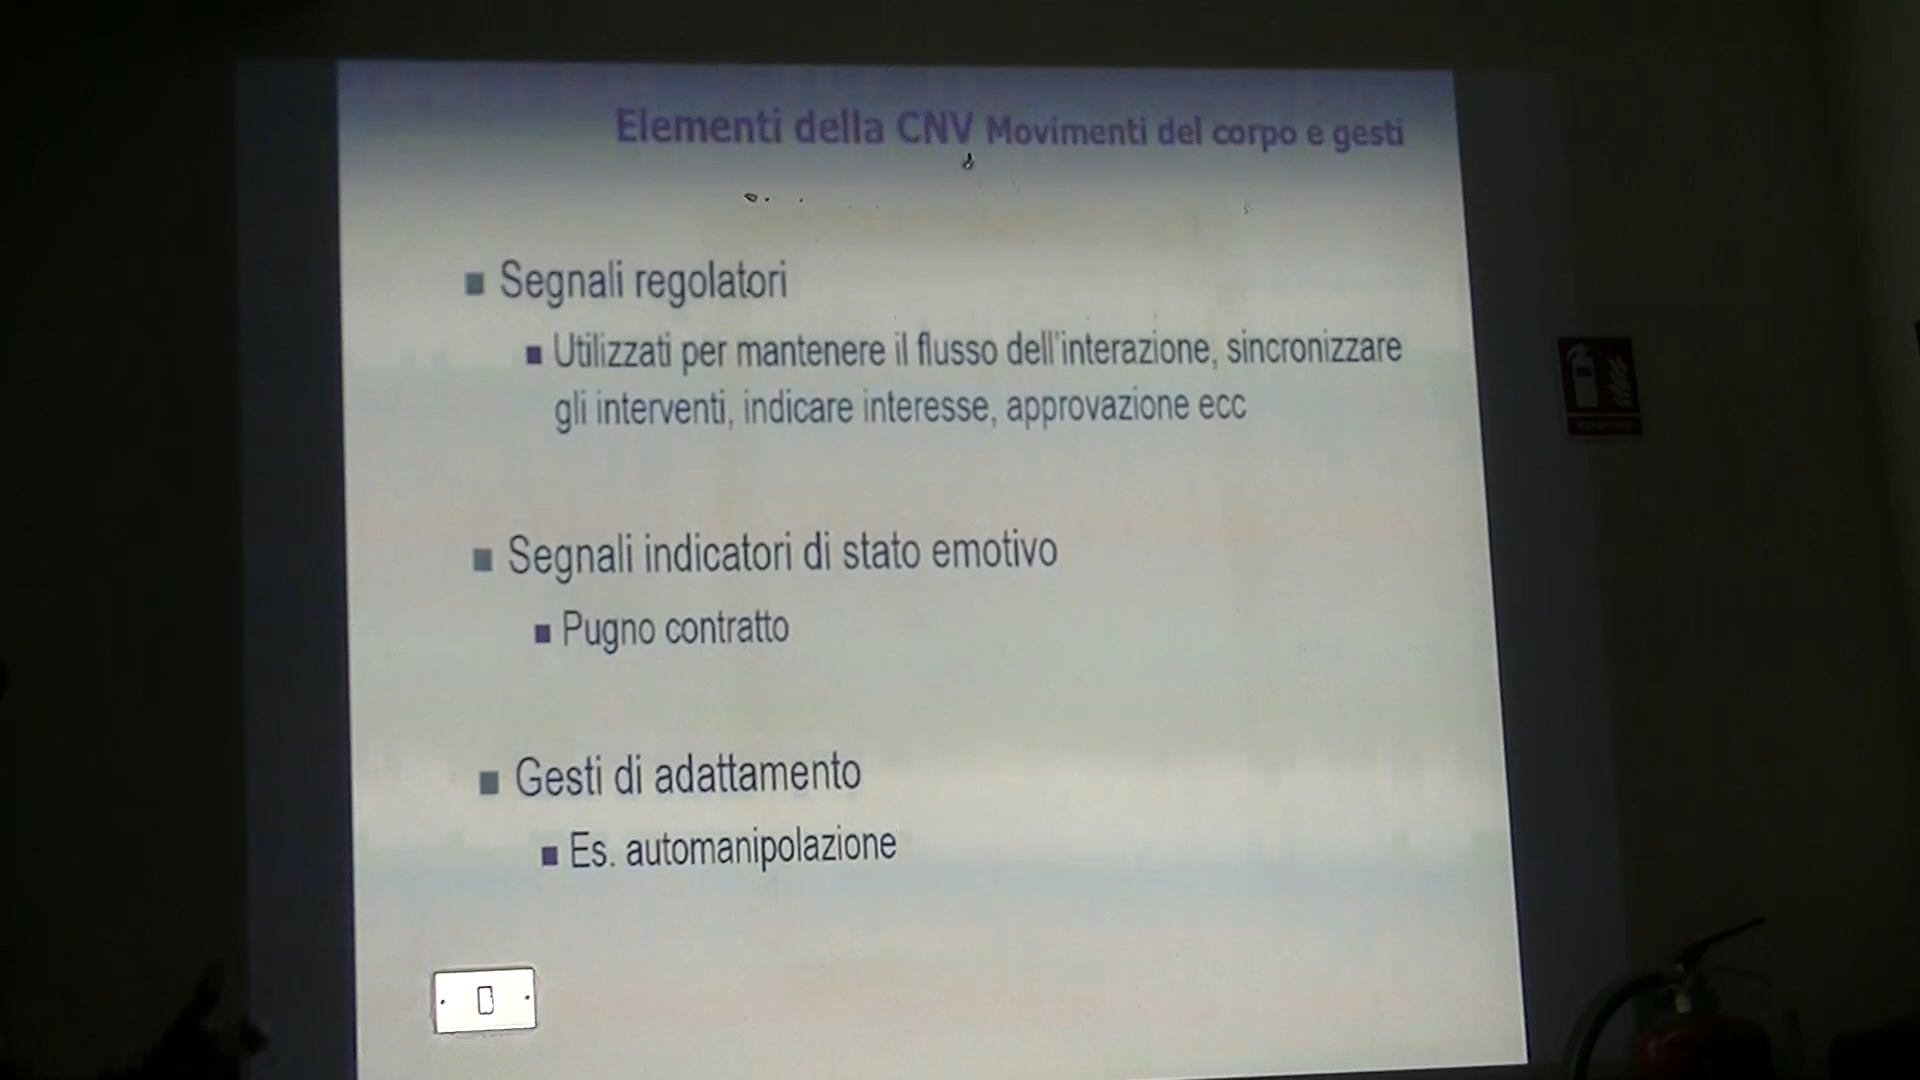 Elementi della CNV Movimenti del corpo e gesti
Segnali regolatori
Utilizzati per mantenere il flusso dell'interazione, sincronizzare
gli interventi, indicare interesse, approvazione ecc
Segnali indicatori di stato emotivo
Pugno contratto
Gesti di adattamento
Es. automanipolazione